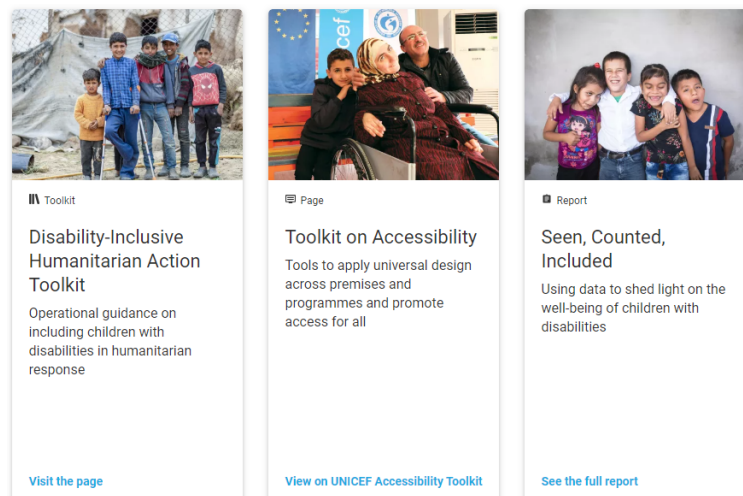 unicef
Toolkit
Disability-Inclusive
Humanitarian Action
Toolkit
Operational guidance on
including children with
disabilities in humanitarian
response
Visit the page
Page
Toolkit on Accessibility
Tools to apply universal design
across premises and
programmes and promote
access for all
View on UNICEF Accessibility Toolkit
Report
Seen, Counted,
Included
Using data to shed light on the
well-being of children with
disabilities
See the full report